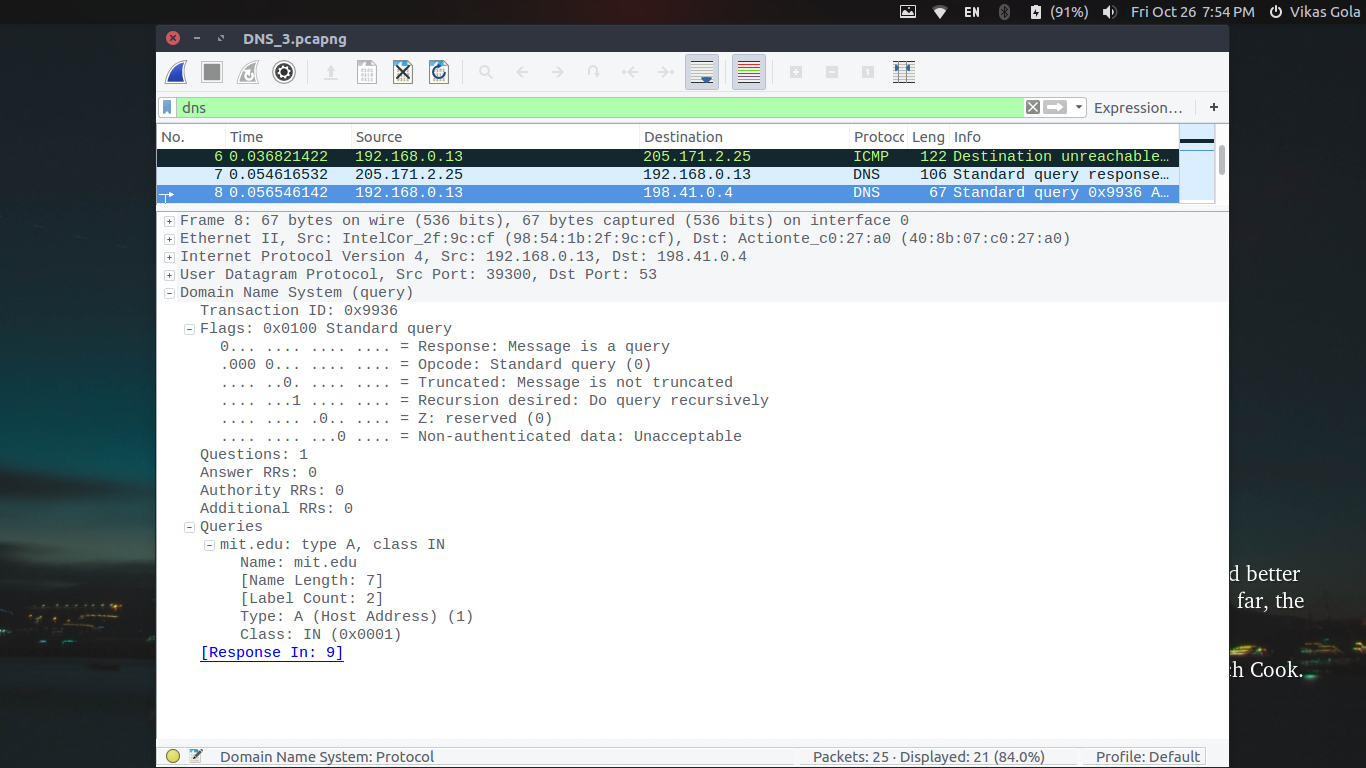 EN (91%) Fri Oct 26 7:54 PM Vikas Gola
DNS_3.pcapng
dns Expression… +
No. Time Source Destination Protoc Leng Info
6 0.036821422 192.168.0.13 205.171.2.25 ICMP 122 Destination unreachable…
7 0.054616532 205.171.2.25 192.168.0.13 DNS 106 Standard query response…
8 0.056546142 192.168.0.13 198.41.0.4 DNS 67 Standard query 0x9936 A…
Frame 8: 67 bytes on wire (536 bits), 67 bytes captured (536 bits) on interface 0
Ethernet II, Src: IntelCor_2f:9c:cf (98:54:1b:2f:9c:cf), Dst: Actionte_c0:27:a0 (40:8b:07:c0:27:a0)
Internet Protocol Version 4, Src: 192.168.0.13, Dst: 198.41.0.4
User Datagram Protocol, Src Port: 39300, Dst Port: 53
Domain Name System (query)
Transaction ID: 0x9936
Flags: 0x0100 Standard query
0... .... .... .... = Response: Message is a query
.000 0... .... .... = Opcode: Standard query (0)
.... ..0. .... .... = Truncated: Message is not truncated
.... ...1 .... .... = Recursion desired: Do query recursively
.... .... .0.. .... = Z: reserved (0)
.... .... ...0 .... = Non-authenticated data: Unacceptable
Questions: 1
Answer RRs: 0
Authority RRs: 0
Additional RRs: 0
Queries
mit.edu: type A, class IN
Name: mit.edu
[Name Length: 7]
[Label Count: 2]
Type: A (Host Address) (1)
Class: IN (0x0001)
[Response In: 9]
better
far, the
Cook.
Domain Name System: Protocol Packets: 25 · Displayed: 21 (84.0%) Profile: Default